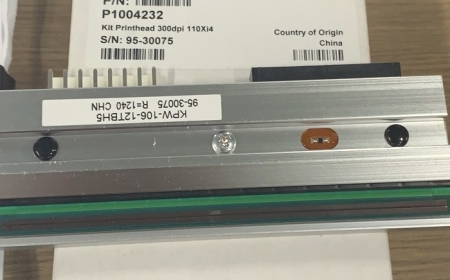 P/N:
P1004232
Kit Printhead 300dpi 110Xi4
S/N: 95-30075
Country of Origin
China
KPW-106-12TBH5
95-30075 R=1240 CHN